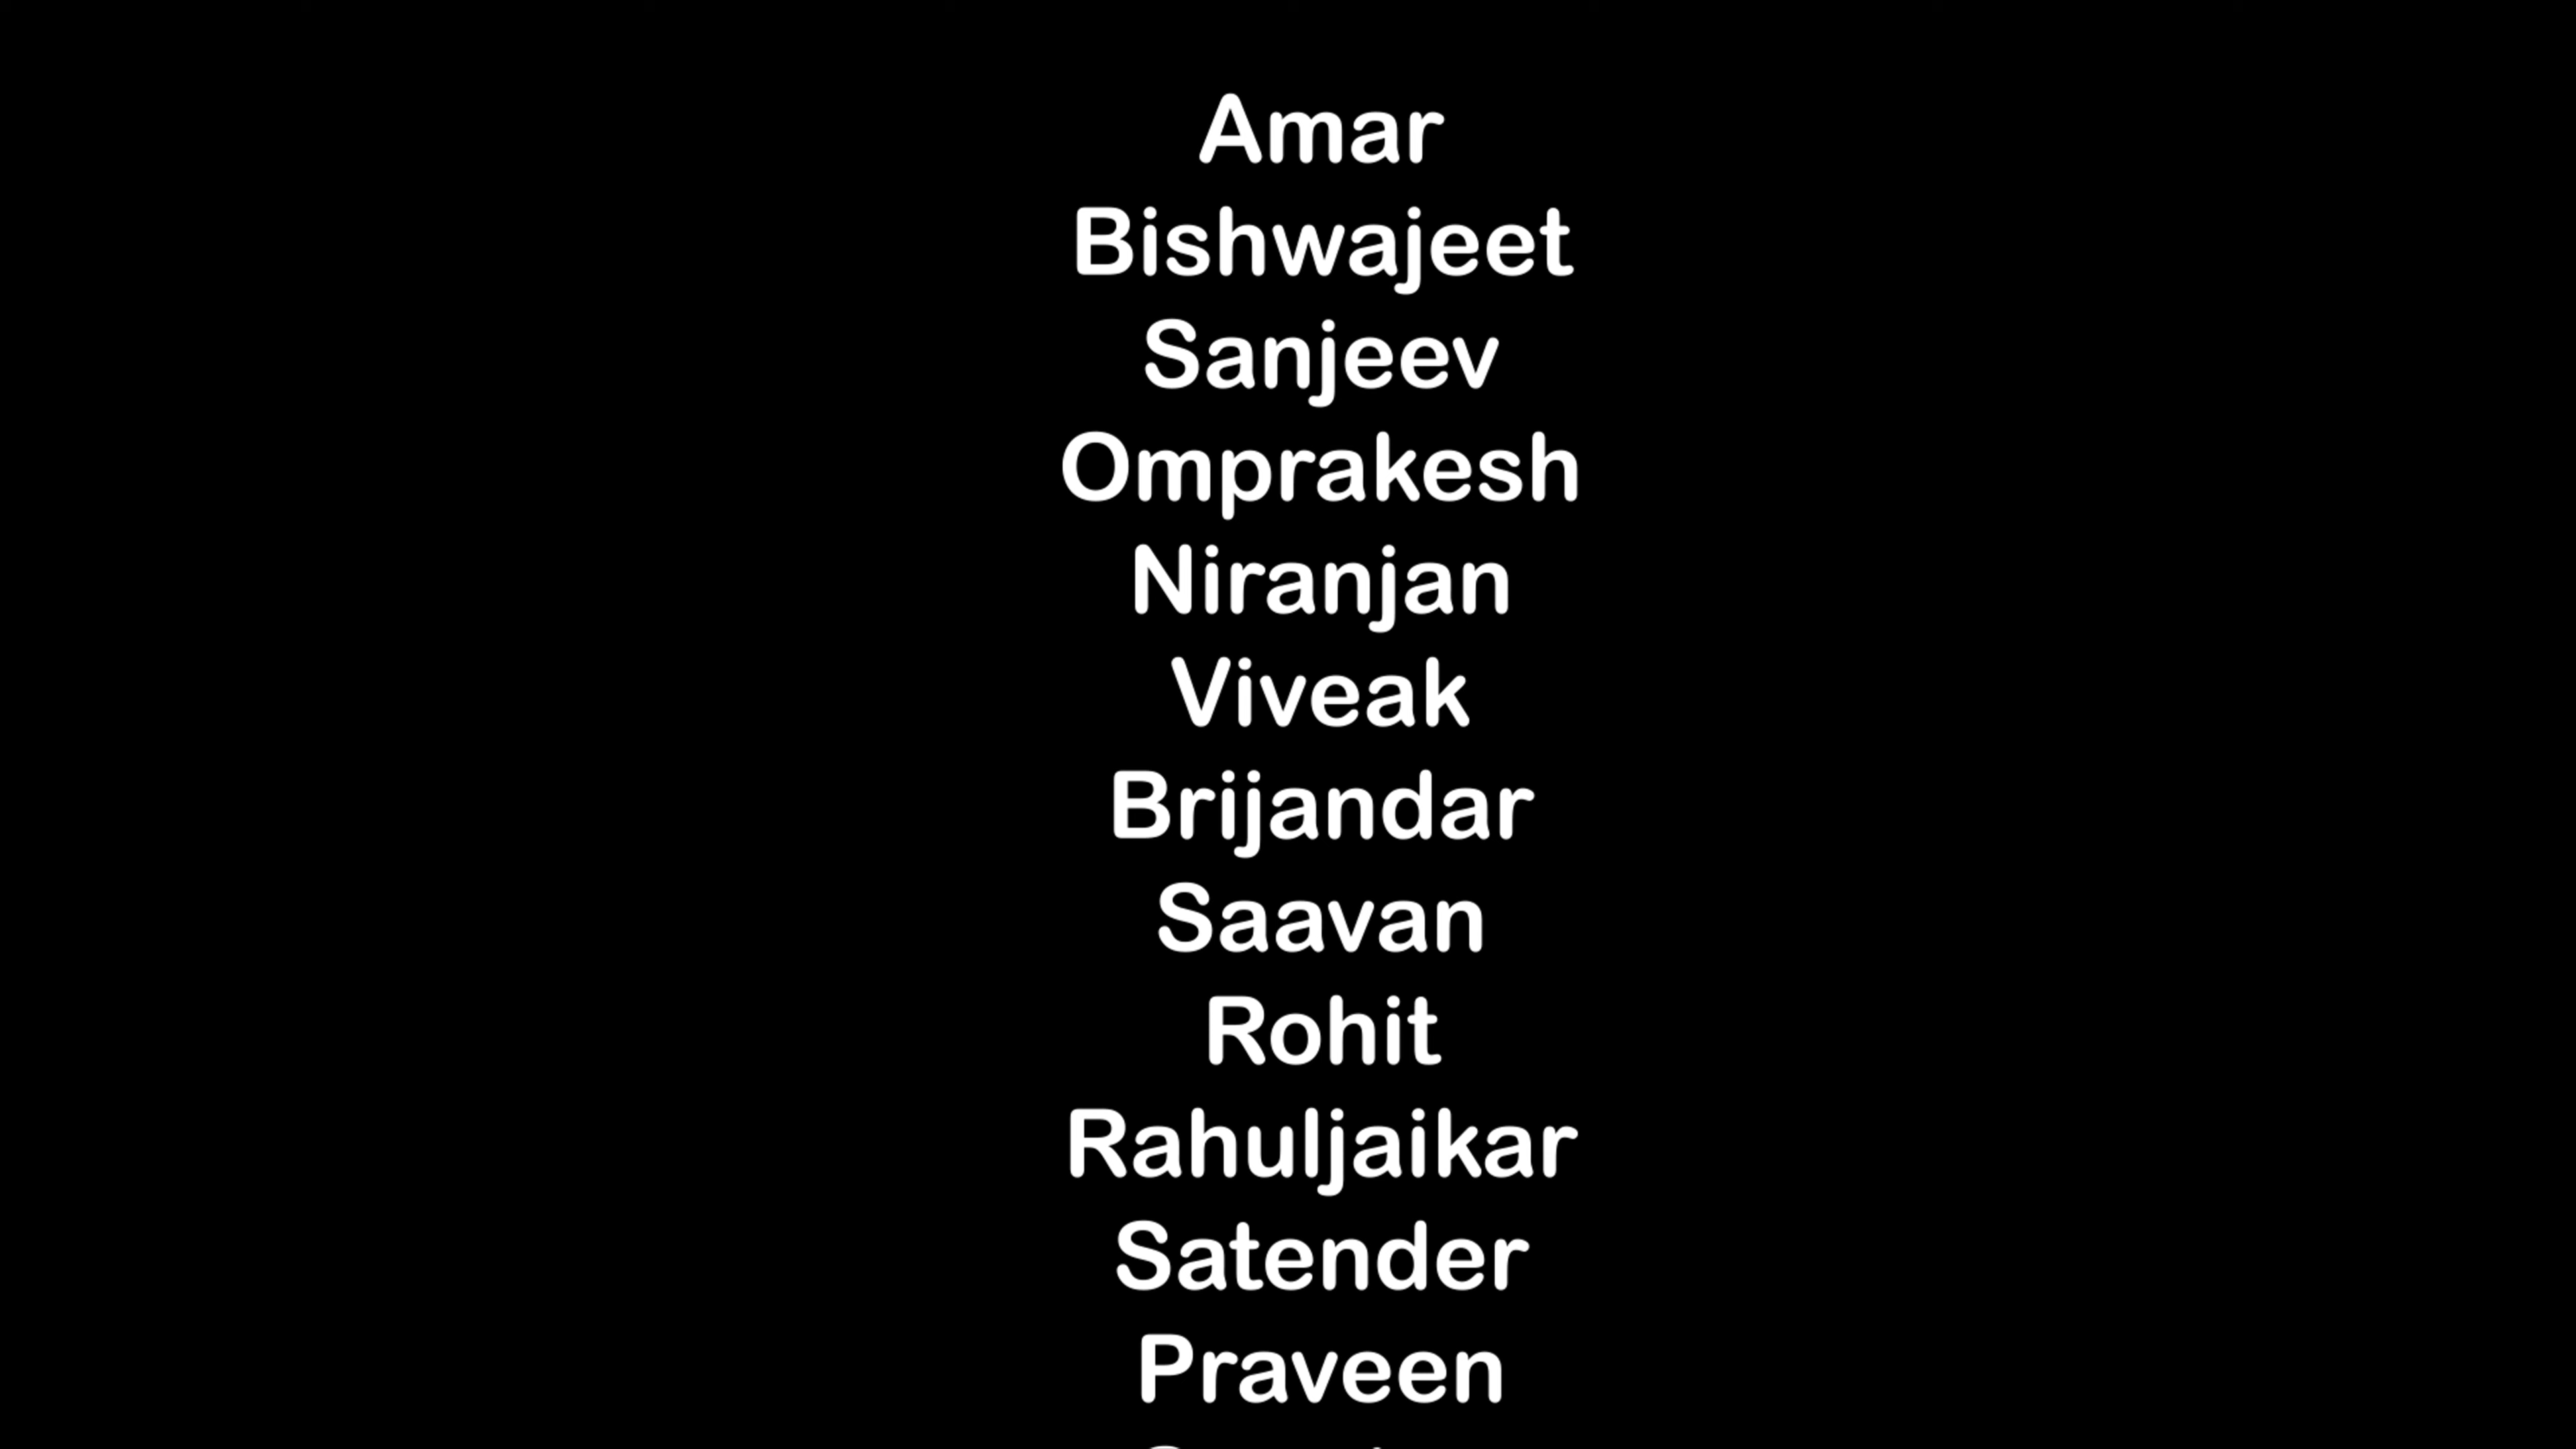 Amar
Bishwajeet
Sanjeev
Omprakesh
Niranjan
Viveak
Brijandar
Saavan
Rohit
Rahuljaikar
Satender
Praveen